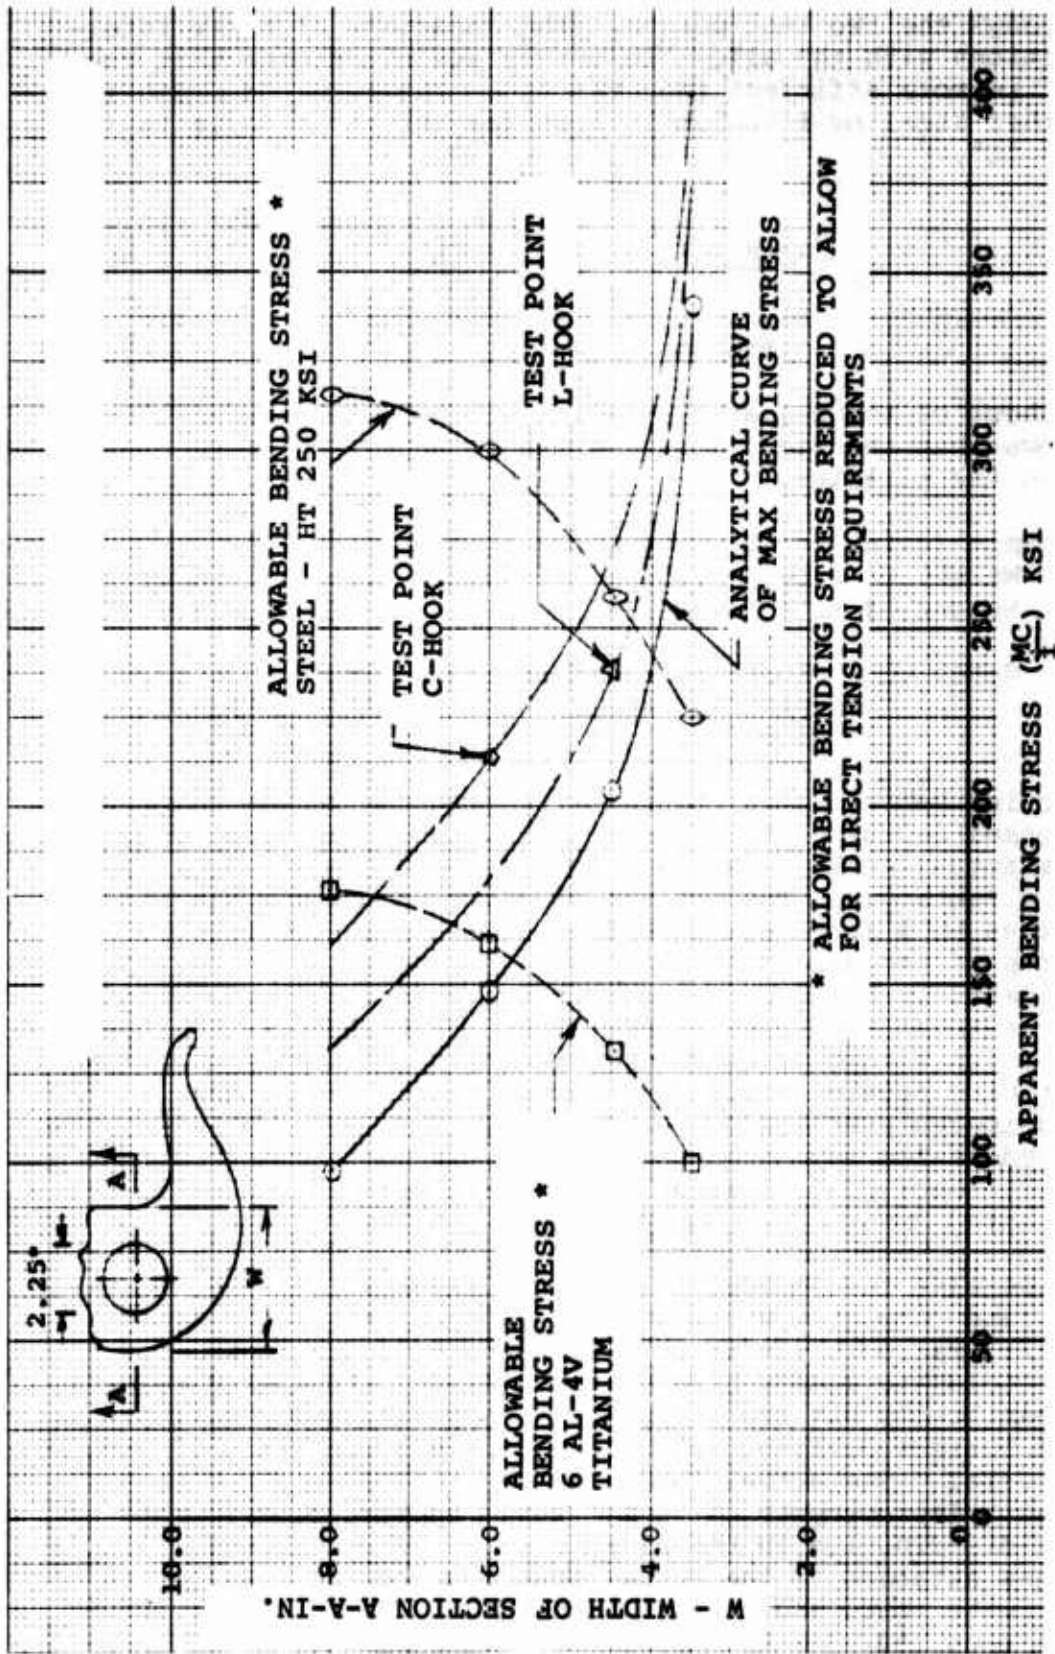 2.25"
A
A
W
ALLOWABLE BENDING STRESS *
STEEL - HT 250 KSI
TEST POINT
C-HOOK
TEST POINT
L-HOOK
ANALYTICAL CURVE
OF MAX BENDING STRESS
ALLOWABLE
BENDING STRESS *
6 AL-4V
TITANIUM
* ALLOWABLE BENDING STRESS REDUCED TO ALLOW
FOR DIRECT TENSION REQUIREMENTS
W - WIDTH OF SECTION A-A-IN.
10.0
8.0
6.0
4.0
2.0
0
0
50
100
150
200
250
300
350
400
APPARENT BENDING STRESS (MC/I) KSI